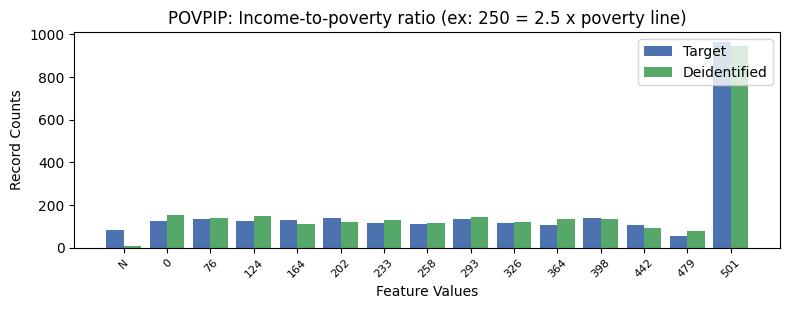 POVPIP: Income-to-poverty ratio (ex: 250 = 2.5 x poverty line)
Target
Deidentified
Record Counts
1000
800
600
400
200
0
N 0 76 124 164 202 233 258 293 326 364 398 442 479 501
Feature Values